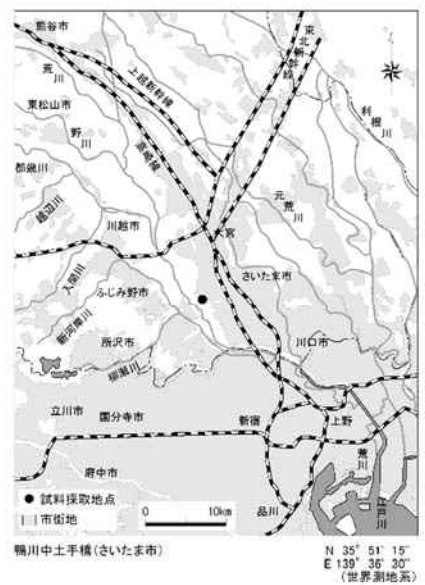 熊谷市
荒川
上越新幹線
東北新幹線
東松山市
高崎線
利根川
野川
都幾川
元荒川
越辺川
川越市
大宮
入間川
さいたま市
ふじみ野市
新河岸川
所沢市
川口市
柳瀬川
立川市
国分寺市
新宿
上野
荒川
府中市
江戸川
試料採取地点
市街地
0
10km
品川
鴨川中土手橋(さいたま市)
N 35° 51′ 15″
E 139° 36′ 30″
(世界測地系)